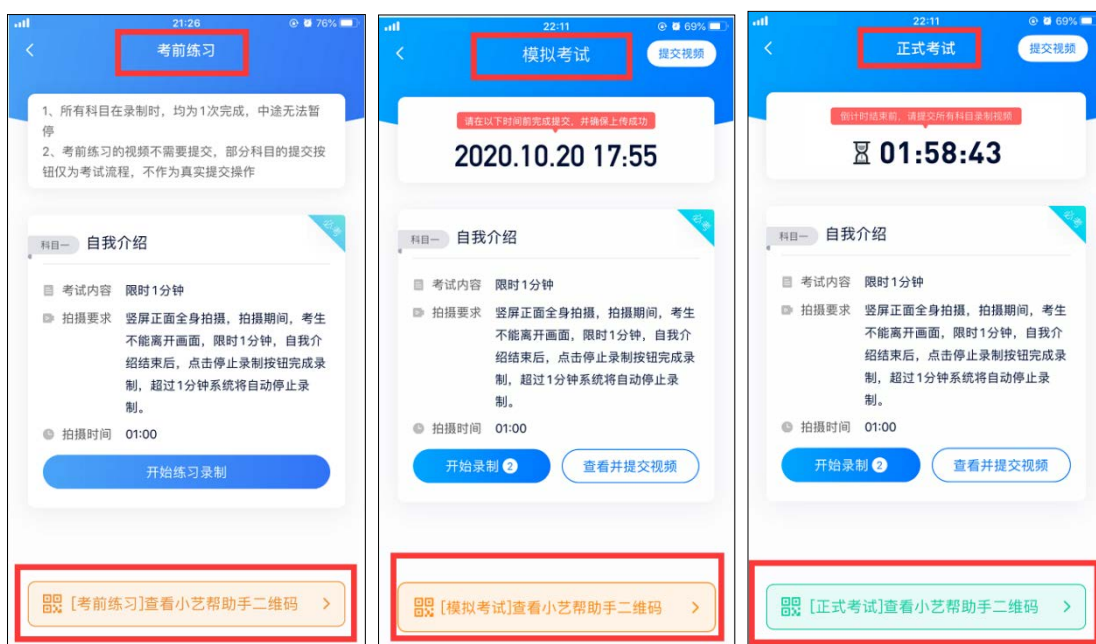 21:26
76%
考前练习
1、所有科目在录制时，均为1次完成，中途无法暂
停
2、考前练习的视频不需要提交，部分科目的提交按
钮仅为考试流程，不作为真实提交操作
必考
科目一 自我介绍
考试内容 限时1分钟
拍摄要求 竖屏正面全身拍摄，拍摄期间，考生
不能离开画面，限时1分钟，自我介
绍结束后，点击停止录制按钮完成录
制，超过1分钟系统将自动停止录
制。
拍摄时间 01:00
开始练习录制
[考前练习]查看小艺帮助手二维码
22:11
69%
模拟考试
提交视频
请在以下时间前完成提交，并确保上传成功
2020.10.20 17:55
必考
科目一 自我介绍
考试内容 限时1分钟
拍摄要求 竖屏正面全身拍摄，拍摄期间，考生
不能离开画面，限时1分钟，自我介
绍结束后，点击停止录制按钮完成录
制，超过1分钟系统将自动停止录
制。
拍摄时间 01:00
开始录制 2
查看并提交视频
[模拟考试]查看小艺帮助手二维码
22:11
69%
正式考试
提交视频
倒计时结束前，请提交所有科目录制视频
01:58:43
必考
科目一 自我介绍
考试内容 限时1分钟
拍摄要求 竖屏正面全身拍摄，拍摄期间，考生
不能离开画面，限时1分钟，自我介
绍结束后，点击停止录制按钮完成录
制，超过1分钟系统将自动停止录
制。
拍摄时间 01:00
开始录制 2
查看并提交视频
[正式考试]查看小艺帮助手二维码